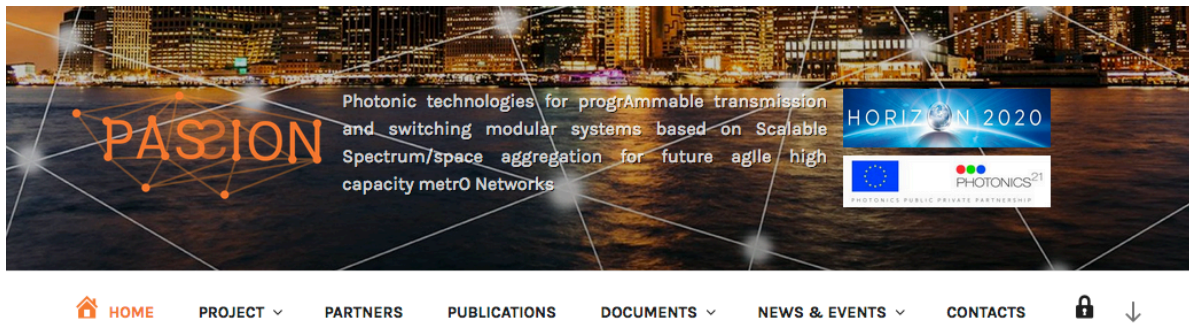 PASSION
Photonic technologies for progrAmmable transmission
and switching modular systems based on Scalable
Spectrum/space aggregation for future agIle high
capacity metrO Networks
HORIZON 2020
PHOTONICS21
PHOTONICS PUBLIC PRIVATE PARTNERSHIP
HOME PROJECT PARTNERS PUBLICATIONS DOCUMENTS NEWS & EVENTS CONTACTS